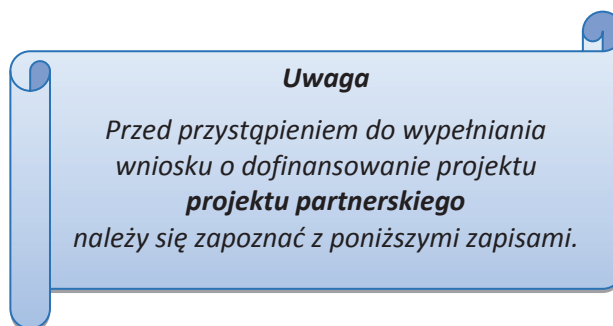 Uwaga
Przed przystąpieniem do wypełniania
wniosku o dofinansowanie projektu
projektu partnerskiego
należy się zapoznać z poniższymi zapisami.